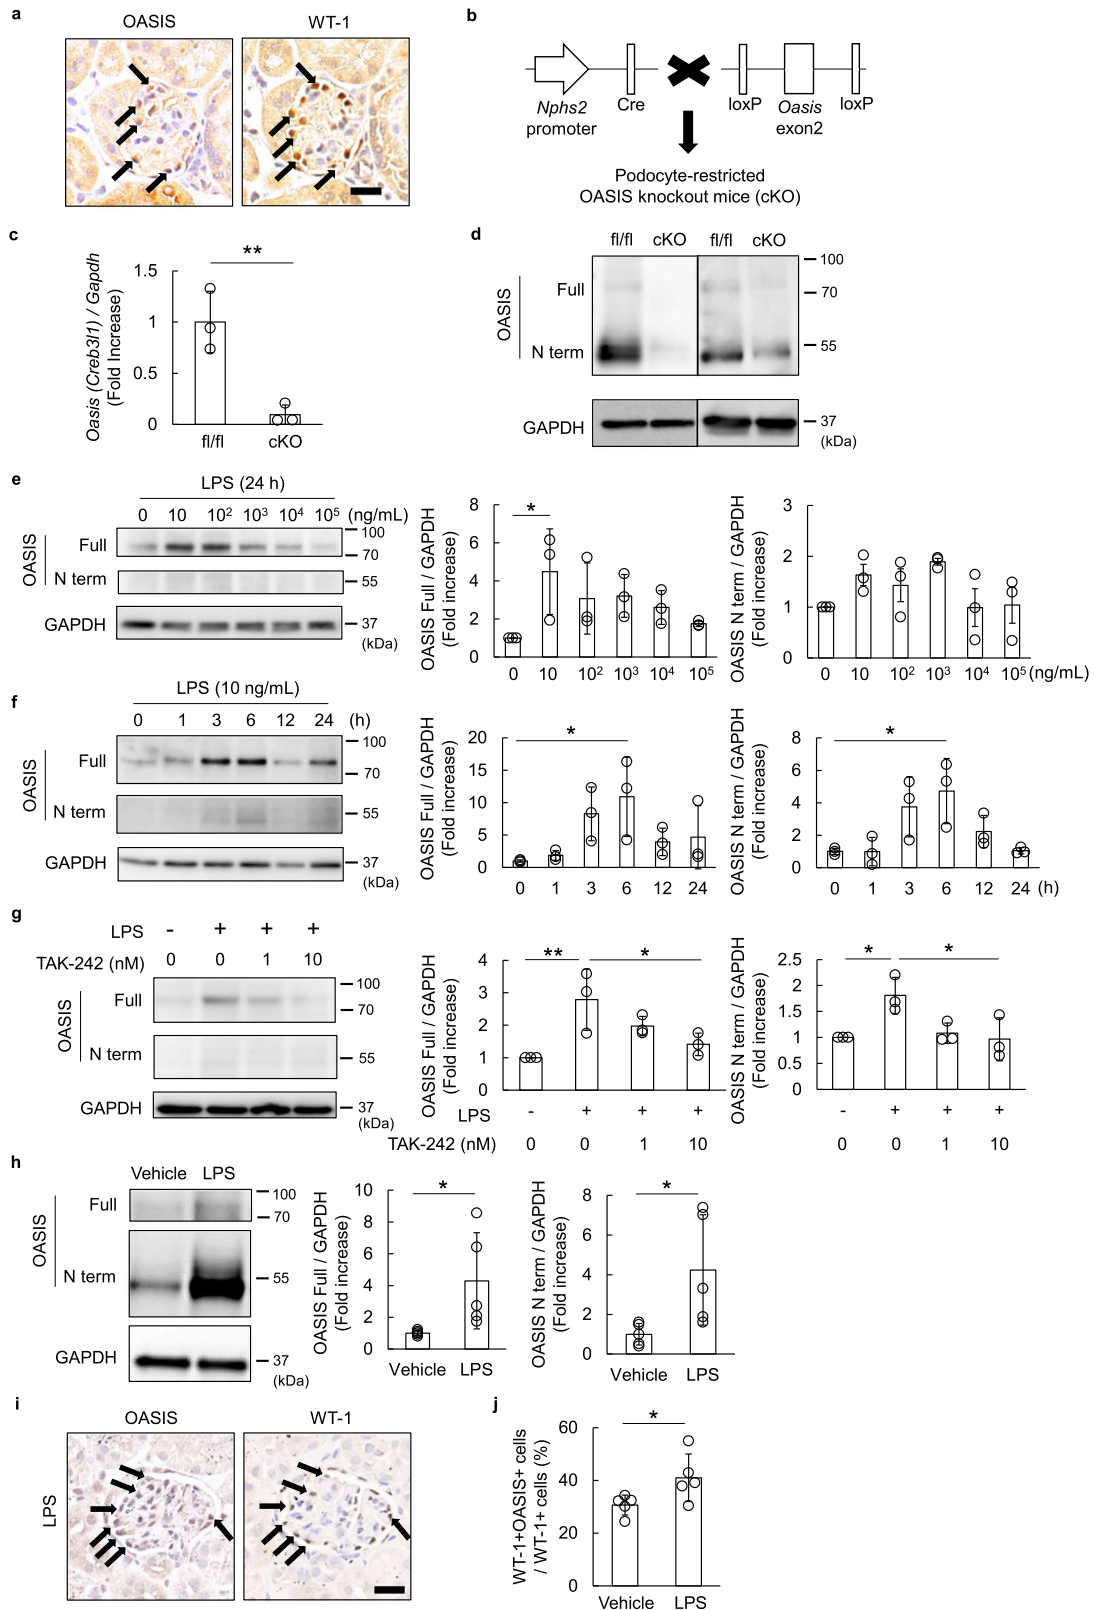 a
OASIS
WT-1
b
Nphs2
promoter
Cre
loxP
Oasis
exon2
loxP
Podocyte-restricted
OASIS knockout mice (cKO)
c
**
Oasis (Creb3l1) / Gapdh
(Fold Increase)
1.5
1
0.5
0
fl/fl cKO
d
fl/fl cKO fl/fl cKO
OASIS
Full
N term
GAPDH
100
70
55
37
(kDa)
e
LPS (24 h)
0 10 10² 10³ 10⁴ 10⁵ (ng/mL)
OASIS
Full
N term
GAPDH
100
70
55
37
(kDa)
OASIS Full / GAPDH
(Fold increase)
8
6
4
2
0
*
0 10 10² 10³ 10⁴ 10⁵
OASIS N term / GAPDH
(Fold increase)
3
2
1
0
0 10 10² 10³ 10⁴ 10⁵ (ng/mL)
f
LPS (10 ng/mL)
0 1 3 6 12 24 (h)
OASIS
Full
N term
GAPDH
100
70
55
37
(kDa)
OASIS Full / GAPDH
(Fold increase)
20
15
10
5
0
*
0 1 3 6 12 24
OASIS N term / GAPDH
(Fold increase)
8
6
4
2
0
*
0 1 3 6 12 24 (h)
g
LPS - + + +
TAK-242 (nM) 0 0 1 10
OASIS
Full
N term
GAPDH
100
70
55
37
(kDa)
OASIS Full / GAPDH
(Fold increase)
4
3
2
1
0
** *
LPS - + + +
TAK-242 (nM) 0 0 1 10
OASIS N term / GAPDH
(Fold increase)
2.5
2
1.5
1
0.5
0
* *
- + + +
0 0 1 10
h
Vehicle LPS
OASIS
Full
N term
GAPDH
100
70
55
37
(kDa)
OASIS Full / GAPDH
(Fold increase)
10
8
6
4
2
0
*
Vehicle LPS
OASIS N term / GAPDH
(Fold increase)
8
6
4
2
0
*
Vehicle LPS
i
OASIS
WT-1
LPS
j
WT-1+OASIS+ cells
/ WT-1+ cells (%)
60
40
20
0
*
Vehicle LPS